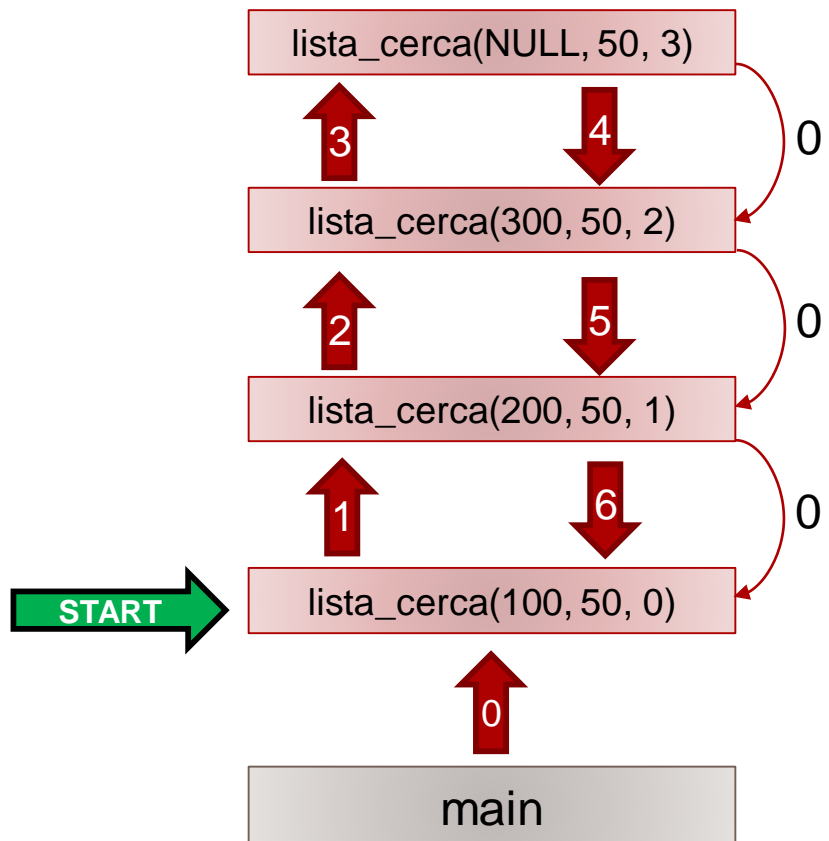 lista_cerca(NULL, 50, 3)
3
4
0
lista_cerca(300, 50, 2)
2
5
0
lista_cerca(200, 50, 1)
1
6
0
START
lista_cerca(100, 50, 0)
0
main